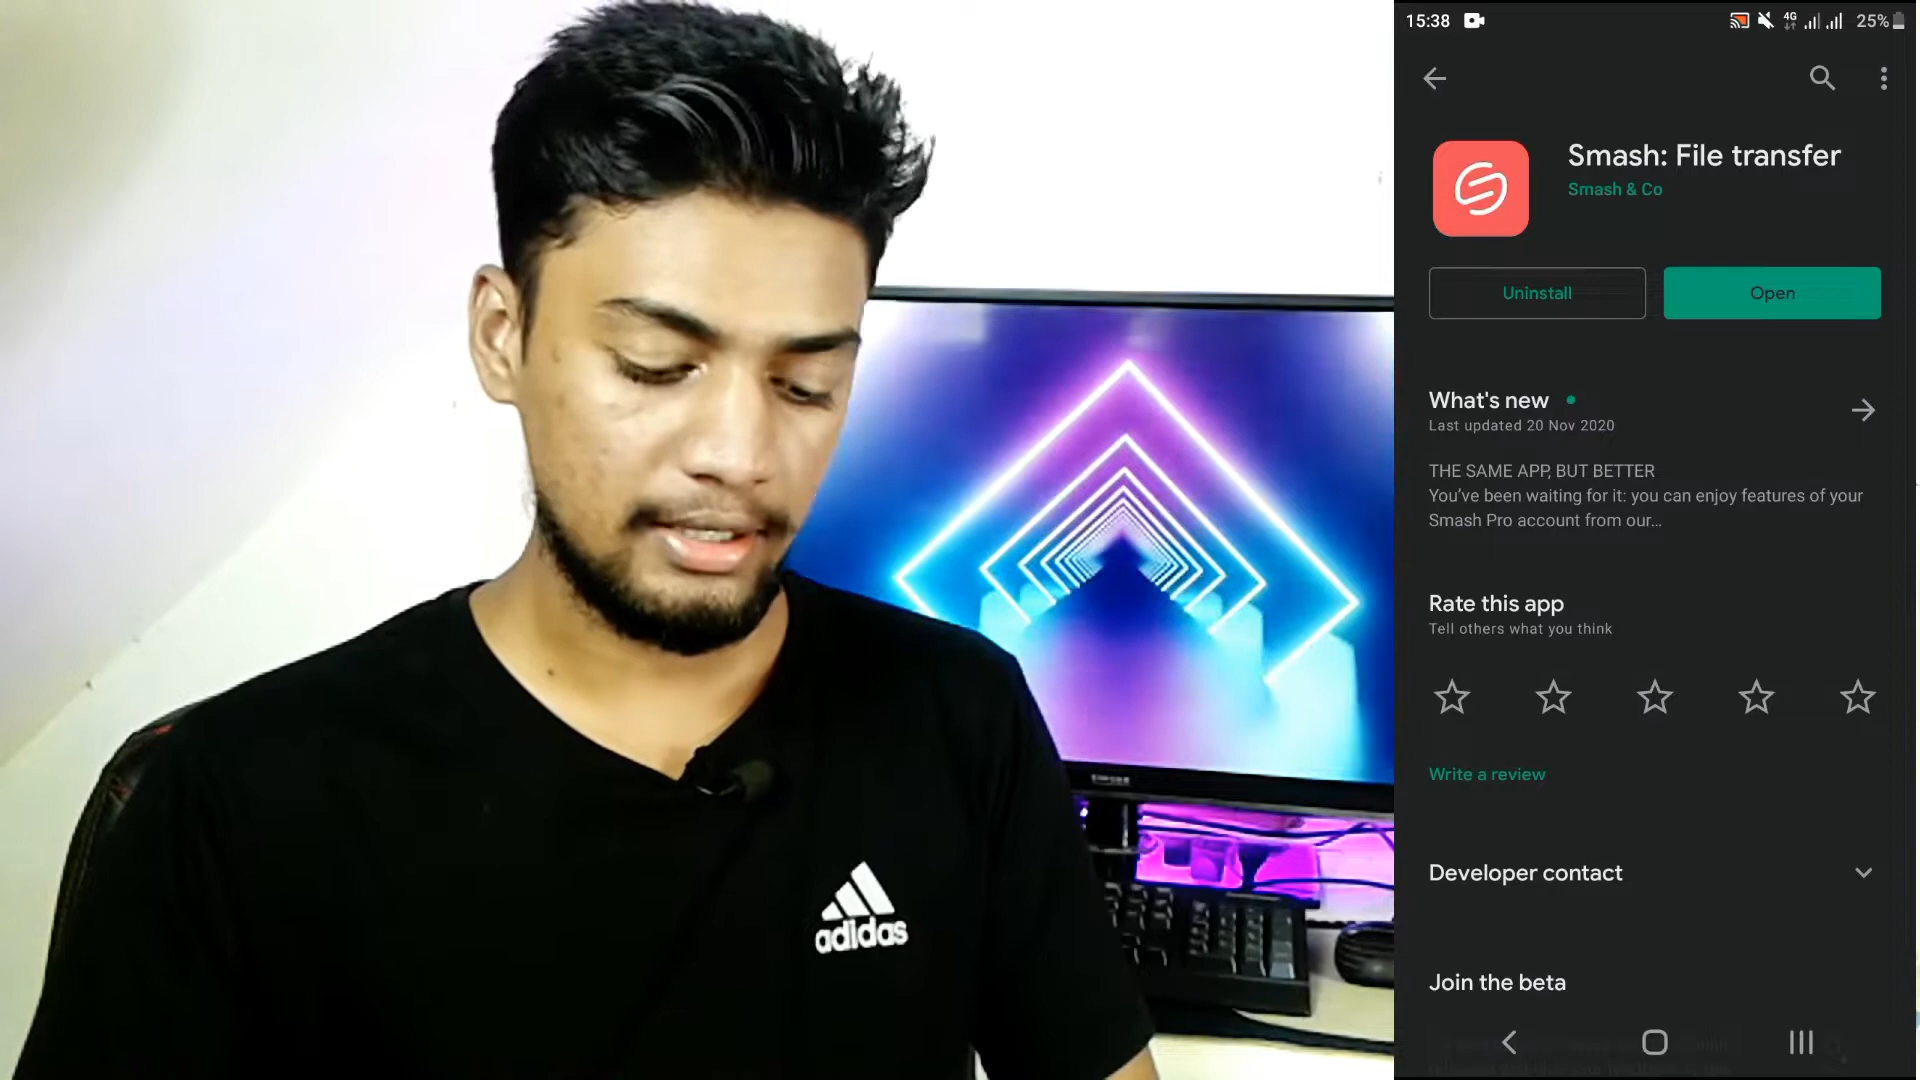 15:38
4G
25%
Smash: File transfer
Smash & Co
Uninstall
Open
What's new
Last updated 20 Nov 2020
THE SAME APP, BUT BETTER
You've been waiting for it: you can enjoy features of your
Smash Pro account from our...
Rate this app
Tell others what you think
Write a review
Developer contact
Join the beta
adidas